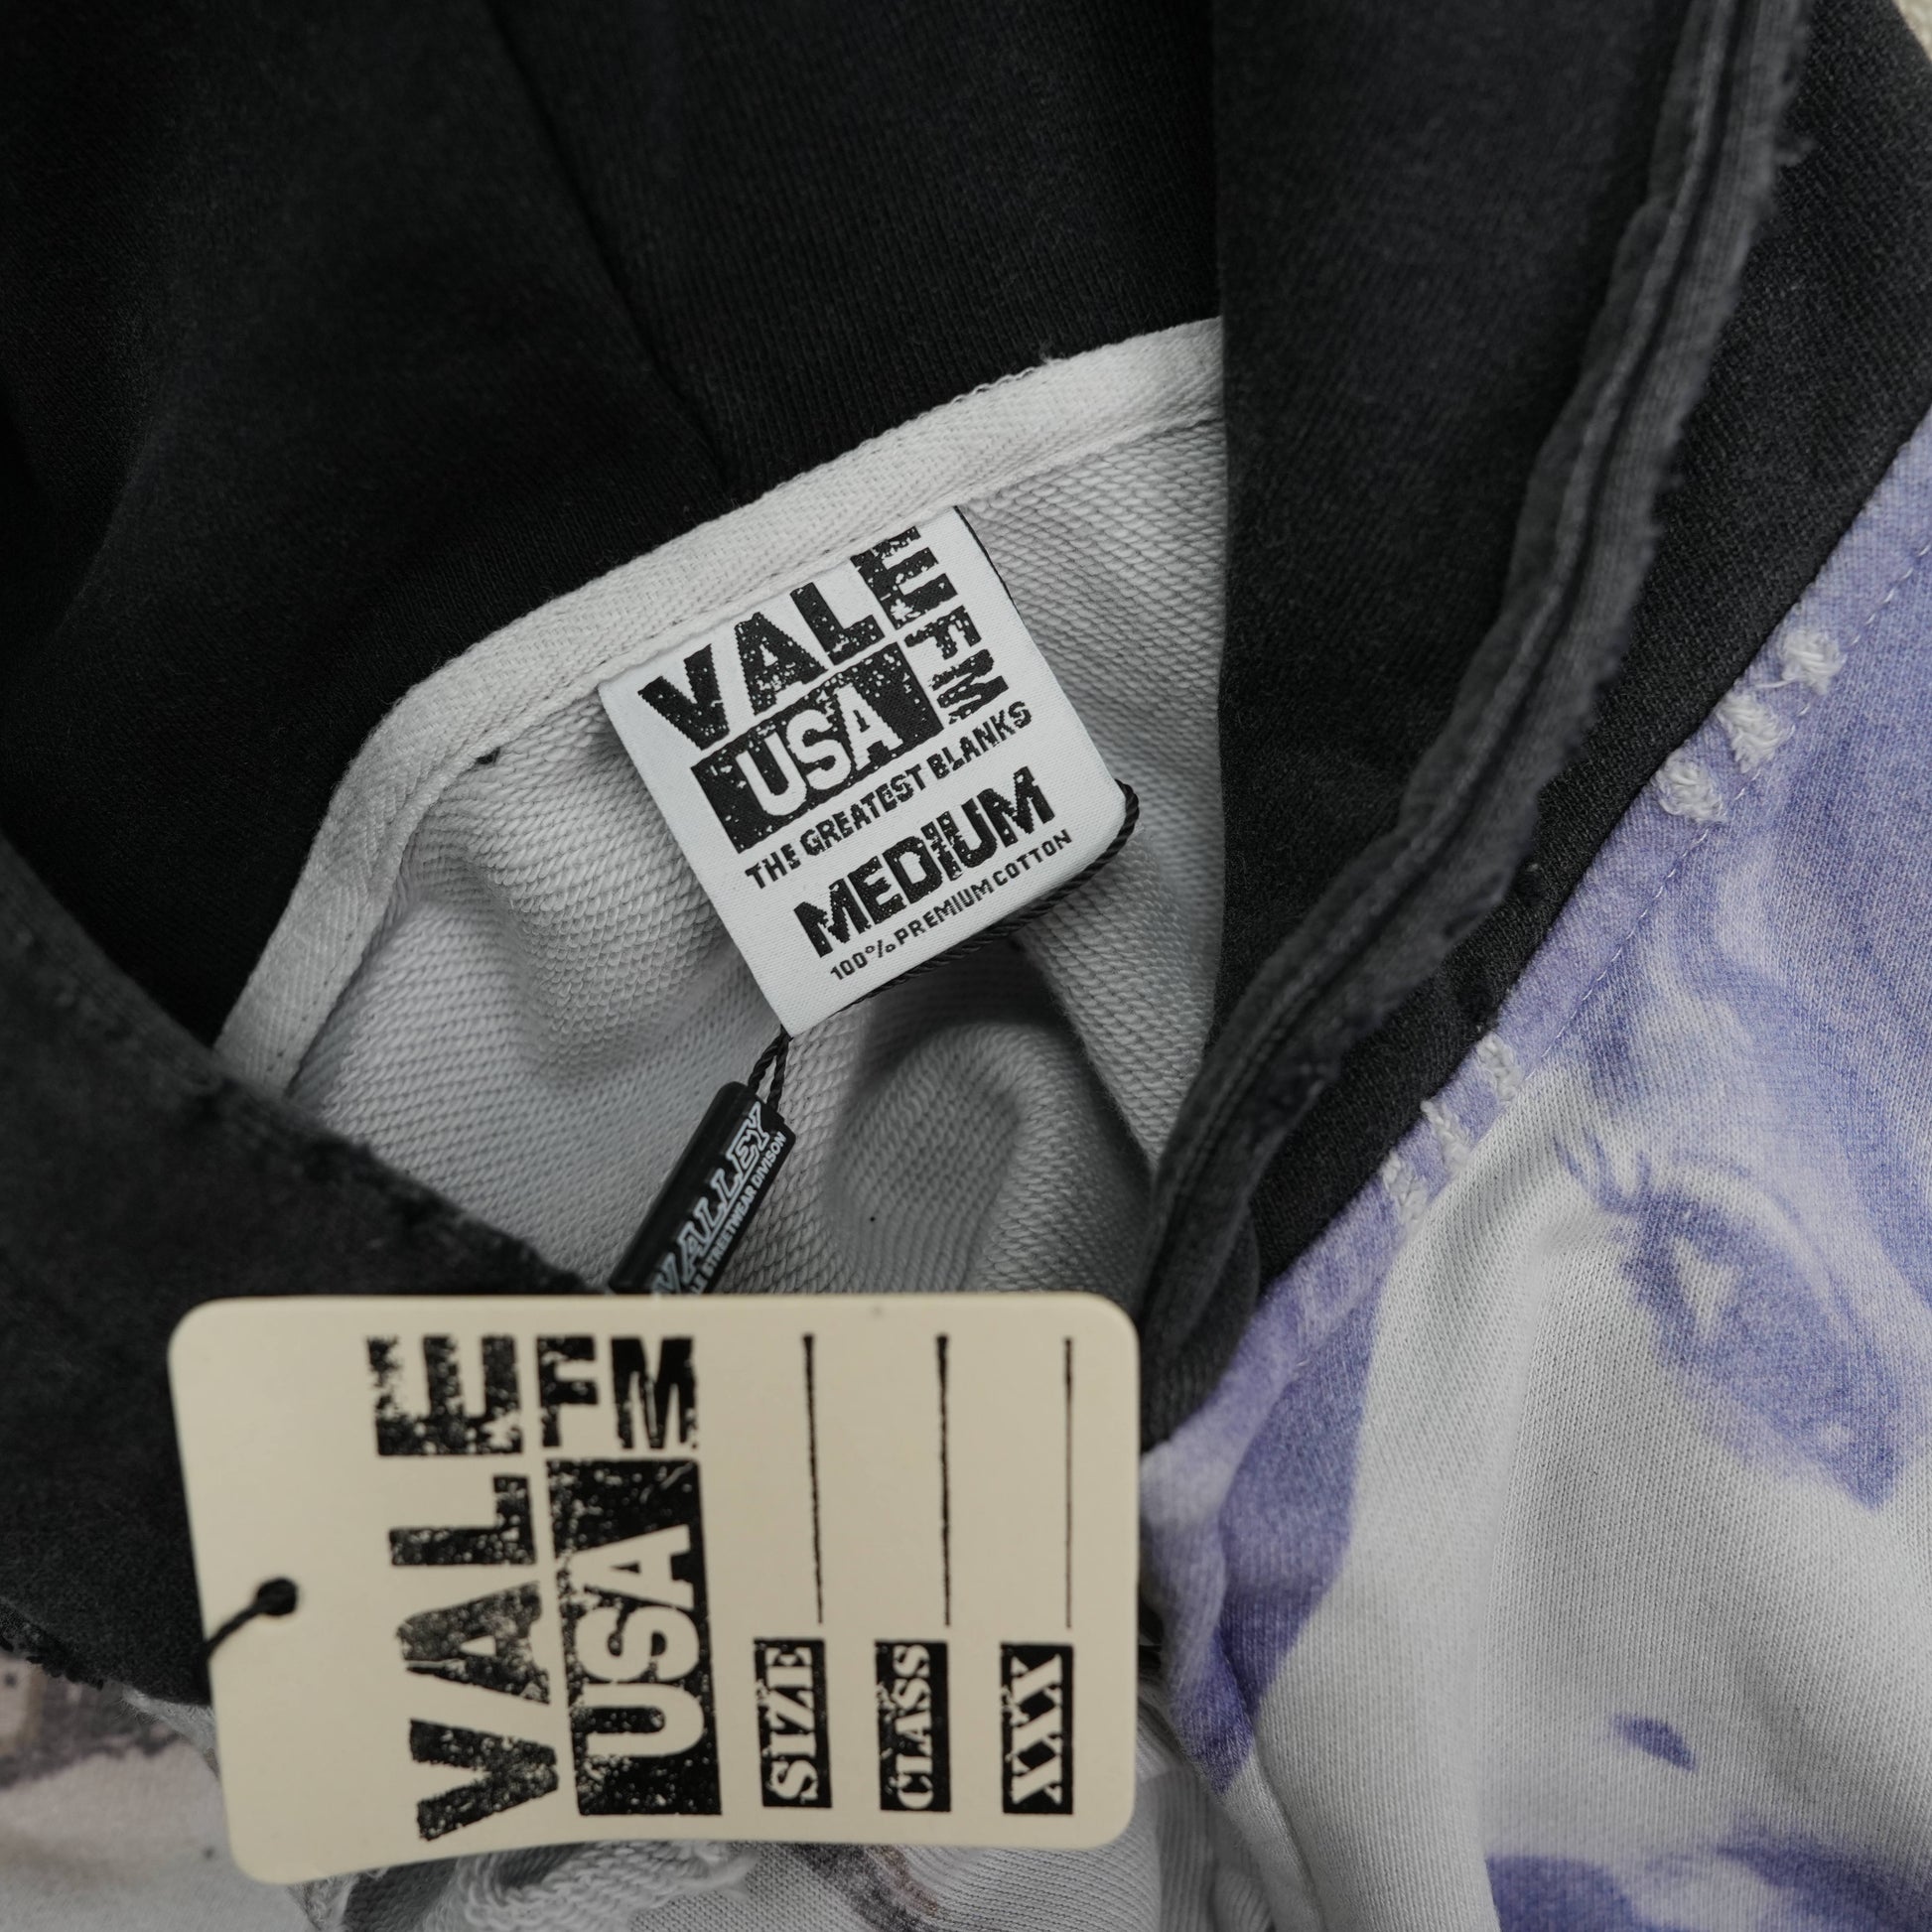 VALE FM
USA
THE GREATEST BLANKS
MEDIUM
100% PREMIUM COTTON
VALLEY
STREETWEAR DIVISON
VALE FM
USA
SIZE
CLASS
XXX